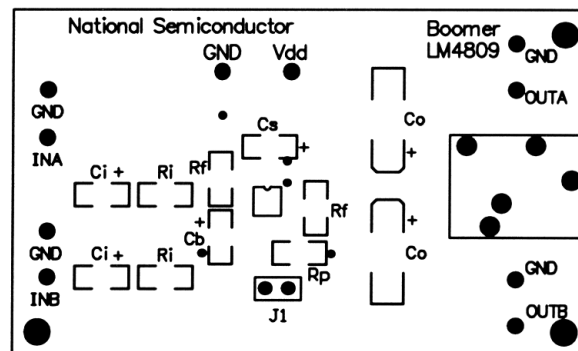 National Semiconductor
Boomer
LM4809
GND
Vdd
GND
GND
OUTA
INA
Cs
+
Co
+
Ci +
Ri
Rf
+
Cb
Rf
+
Co
GND
Ci +
Ri
Rp
GND
INB
J1
OUTB